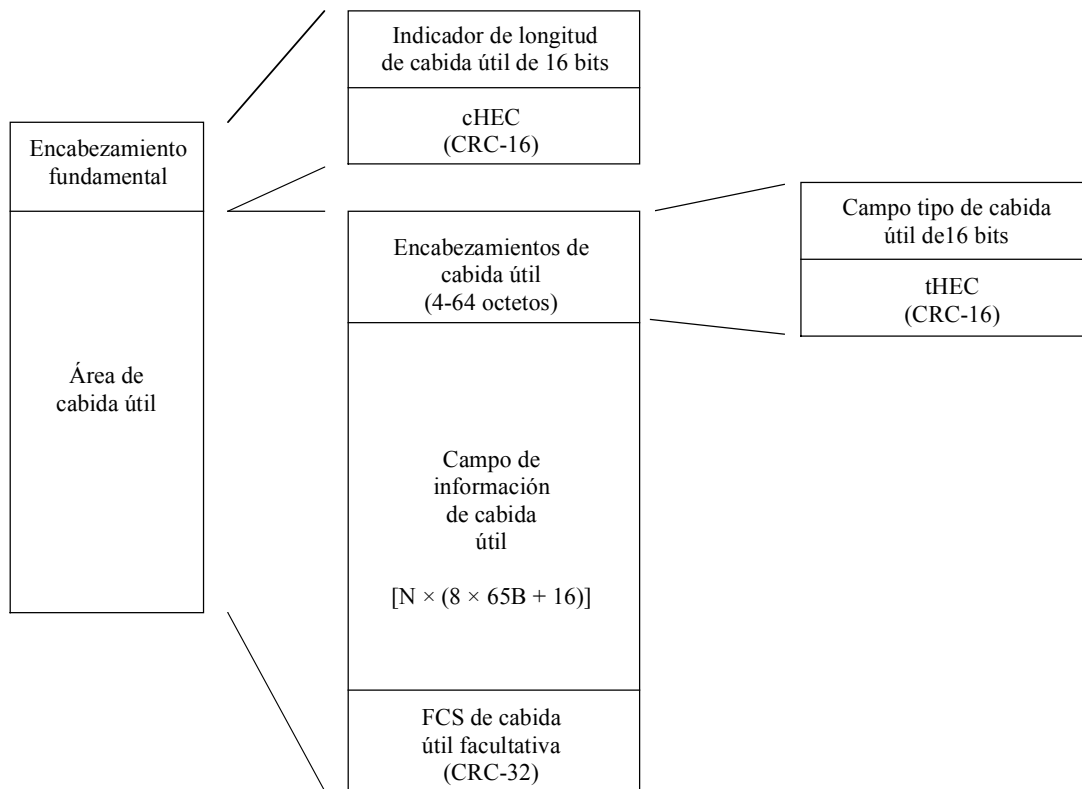 Encabezamiento
fundamental
Área de
cabida útil
Indicador de longitud
de cabida útil de 16 bits
cHEC
(CRC-16)
Encabezamientos de
cabida útil
(4-64 octetos)
Campo de
información
de cabida
útil
[N × (8 × 65B + 16)]
FCS de cabida
útil facultativa
(CRC-32)
Campo tipo de cabida
útil de16 bits
tHEC
(CRC-16)